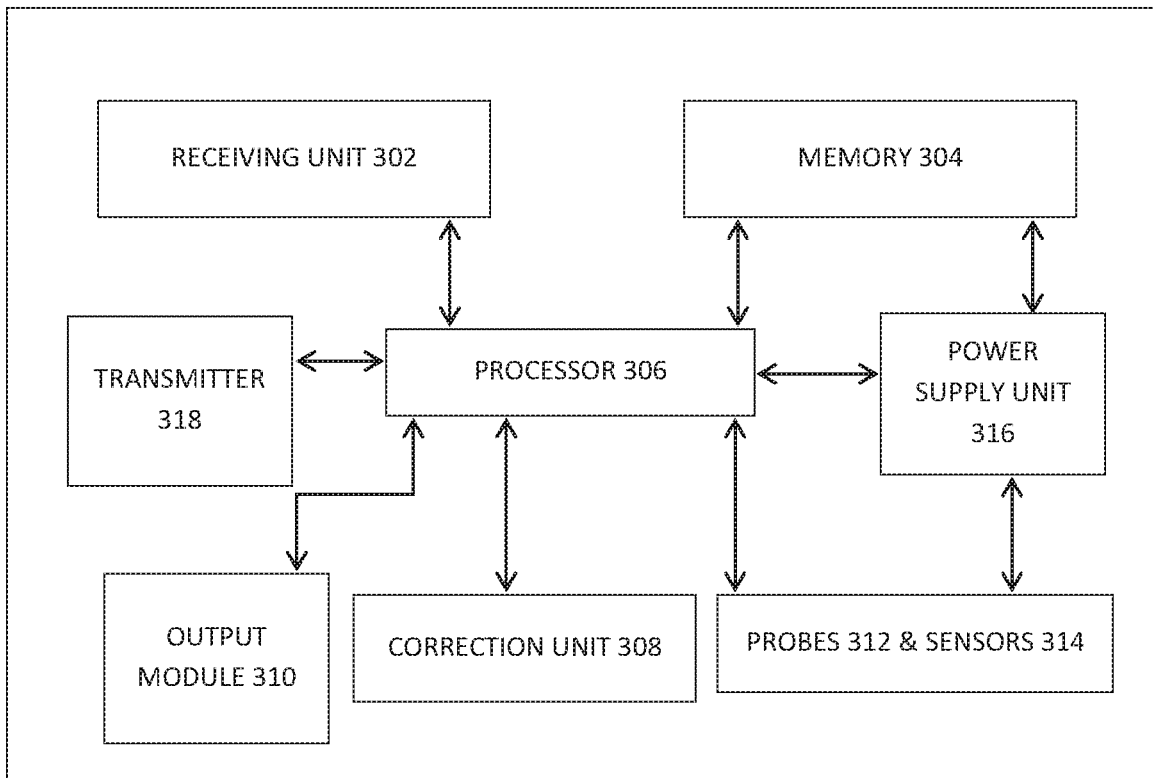 RECEIVING UNIT 302
MEMORY 304
TRANSMITTER
318
PROCESSOR 306
POWER
SUPPLY UNIT
316
OUTPUT
MODULE 310
CORRECTION UNIT 308
PROBES 312 & SENSORS 314